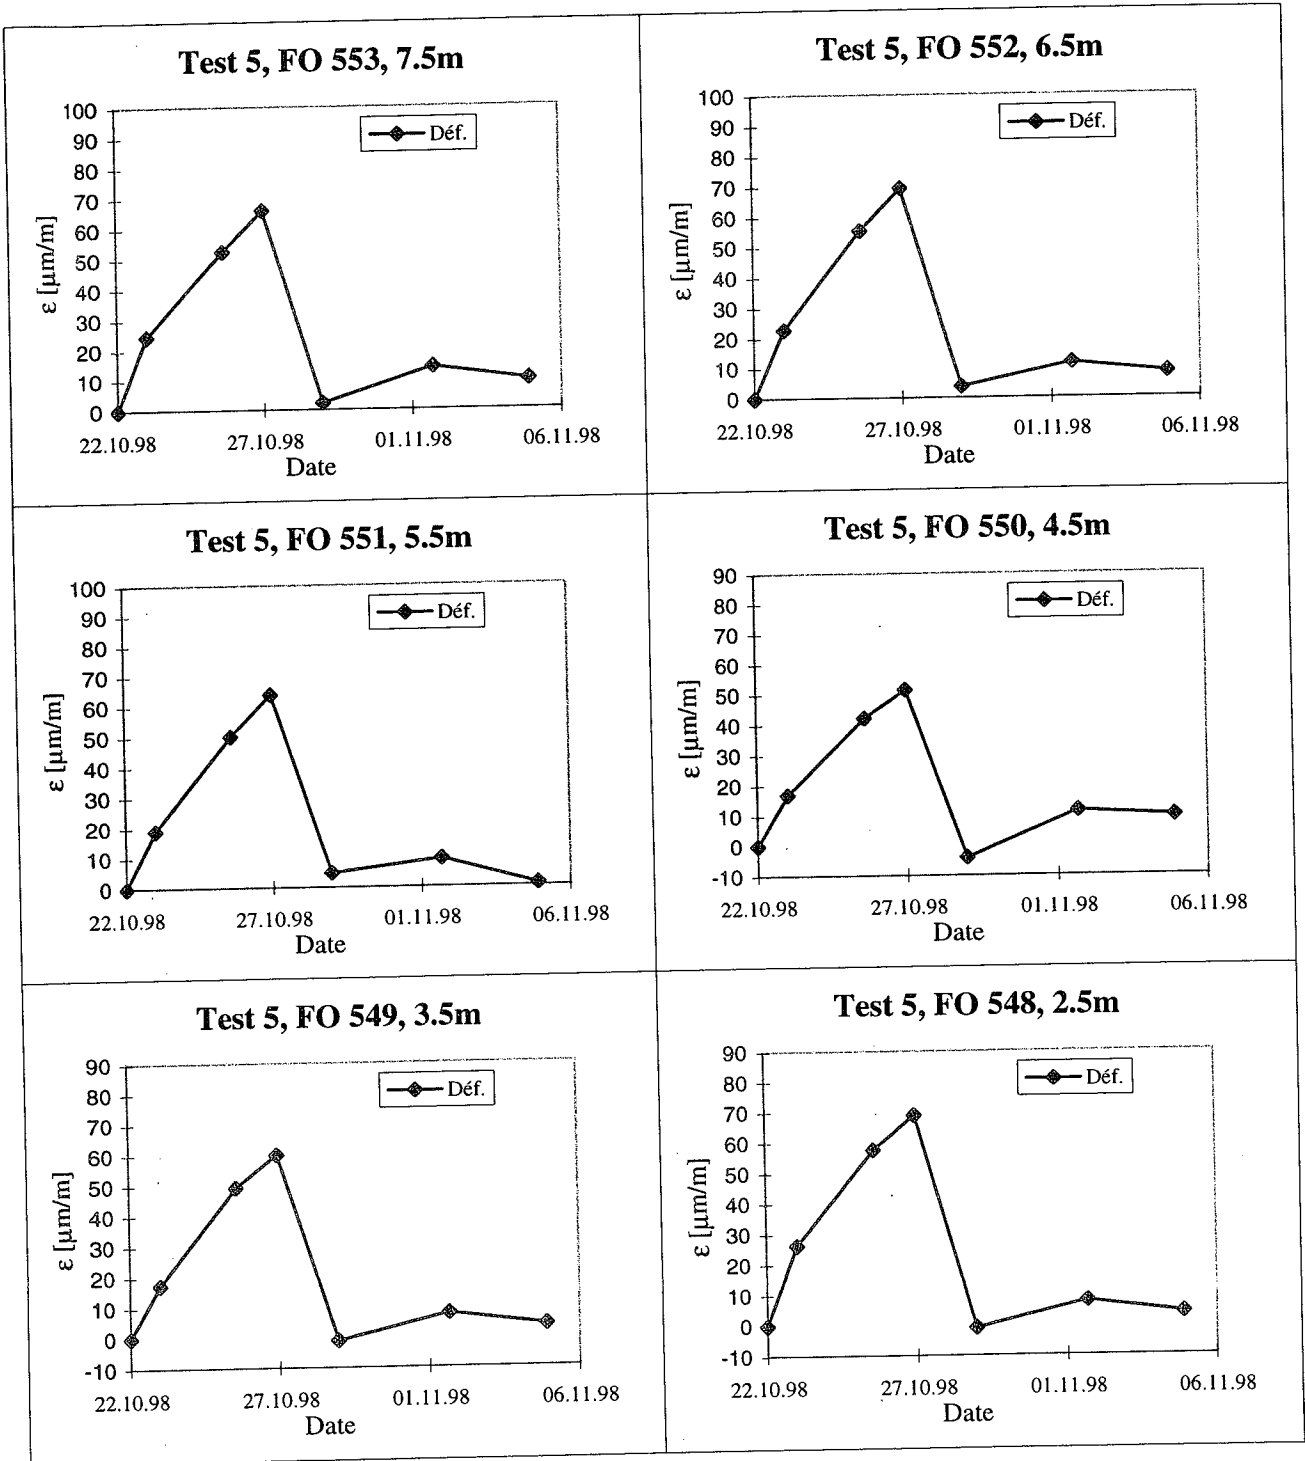 Test 5, FO 553, 7.5m
Déf.
ε [μm/m]
100
90
80
70
60
50
40
30
20
10
0
22.10.98 27.10.98 01.11.98 06.11.98
Date
Test 5, FO 552, 6.5m
Déf.
ε [μm/m]
100
90
80
70
60
50
40
30
20
10
0
22.10.98 27.10.98 01.11.98 06.11.98
Date
Test 5, FO 551, 5.5m
Déf.
ε [μm/m]
100
90
80
70
60
50
40
30
20
10
0
22.10.98 27.10.98 01.11.98 06.11.98
Date
Test 5, FO 550, 4.5m
Déf.
ε [μm/m]
90
80
70
60
50
40
30
20
10
0
-10
22.10.98 27.10.98 01.11.98 06.11.98
Date
Test 5, FO 549, 3.5m
Déf.
ε [μm/m]
90
80
70
60
50
40
30
20
10
0
-10
22.10.98 27.10.98 01.11.98 06.11.98
Date
Test 5, FO 548, 2.5m
Déf.
ε [μm/m]
90
80
70
60
50
40
30
20
10
0
-10
22.10.98 27.10.98 01.11.98 06.11.98
Date